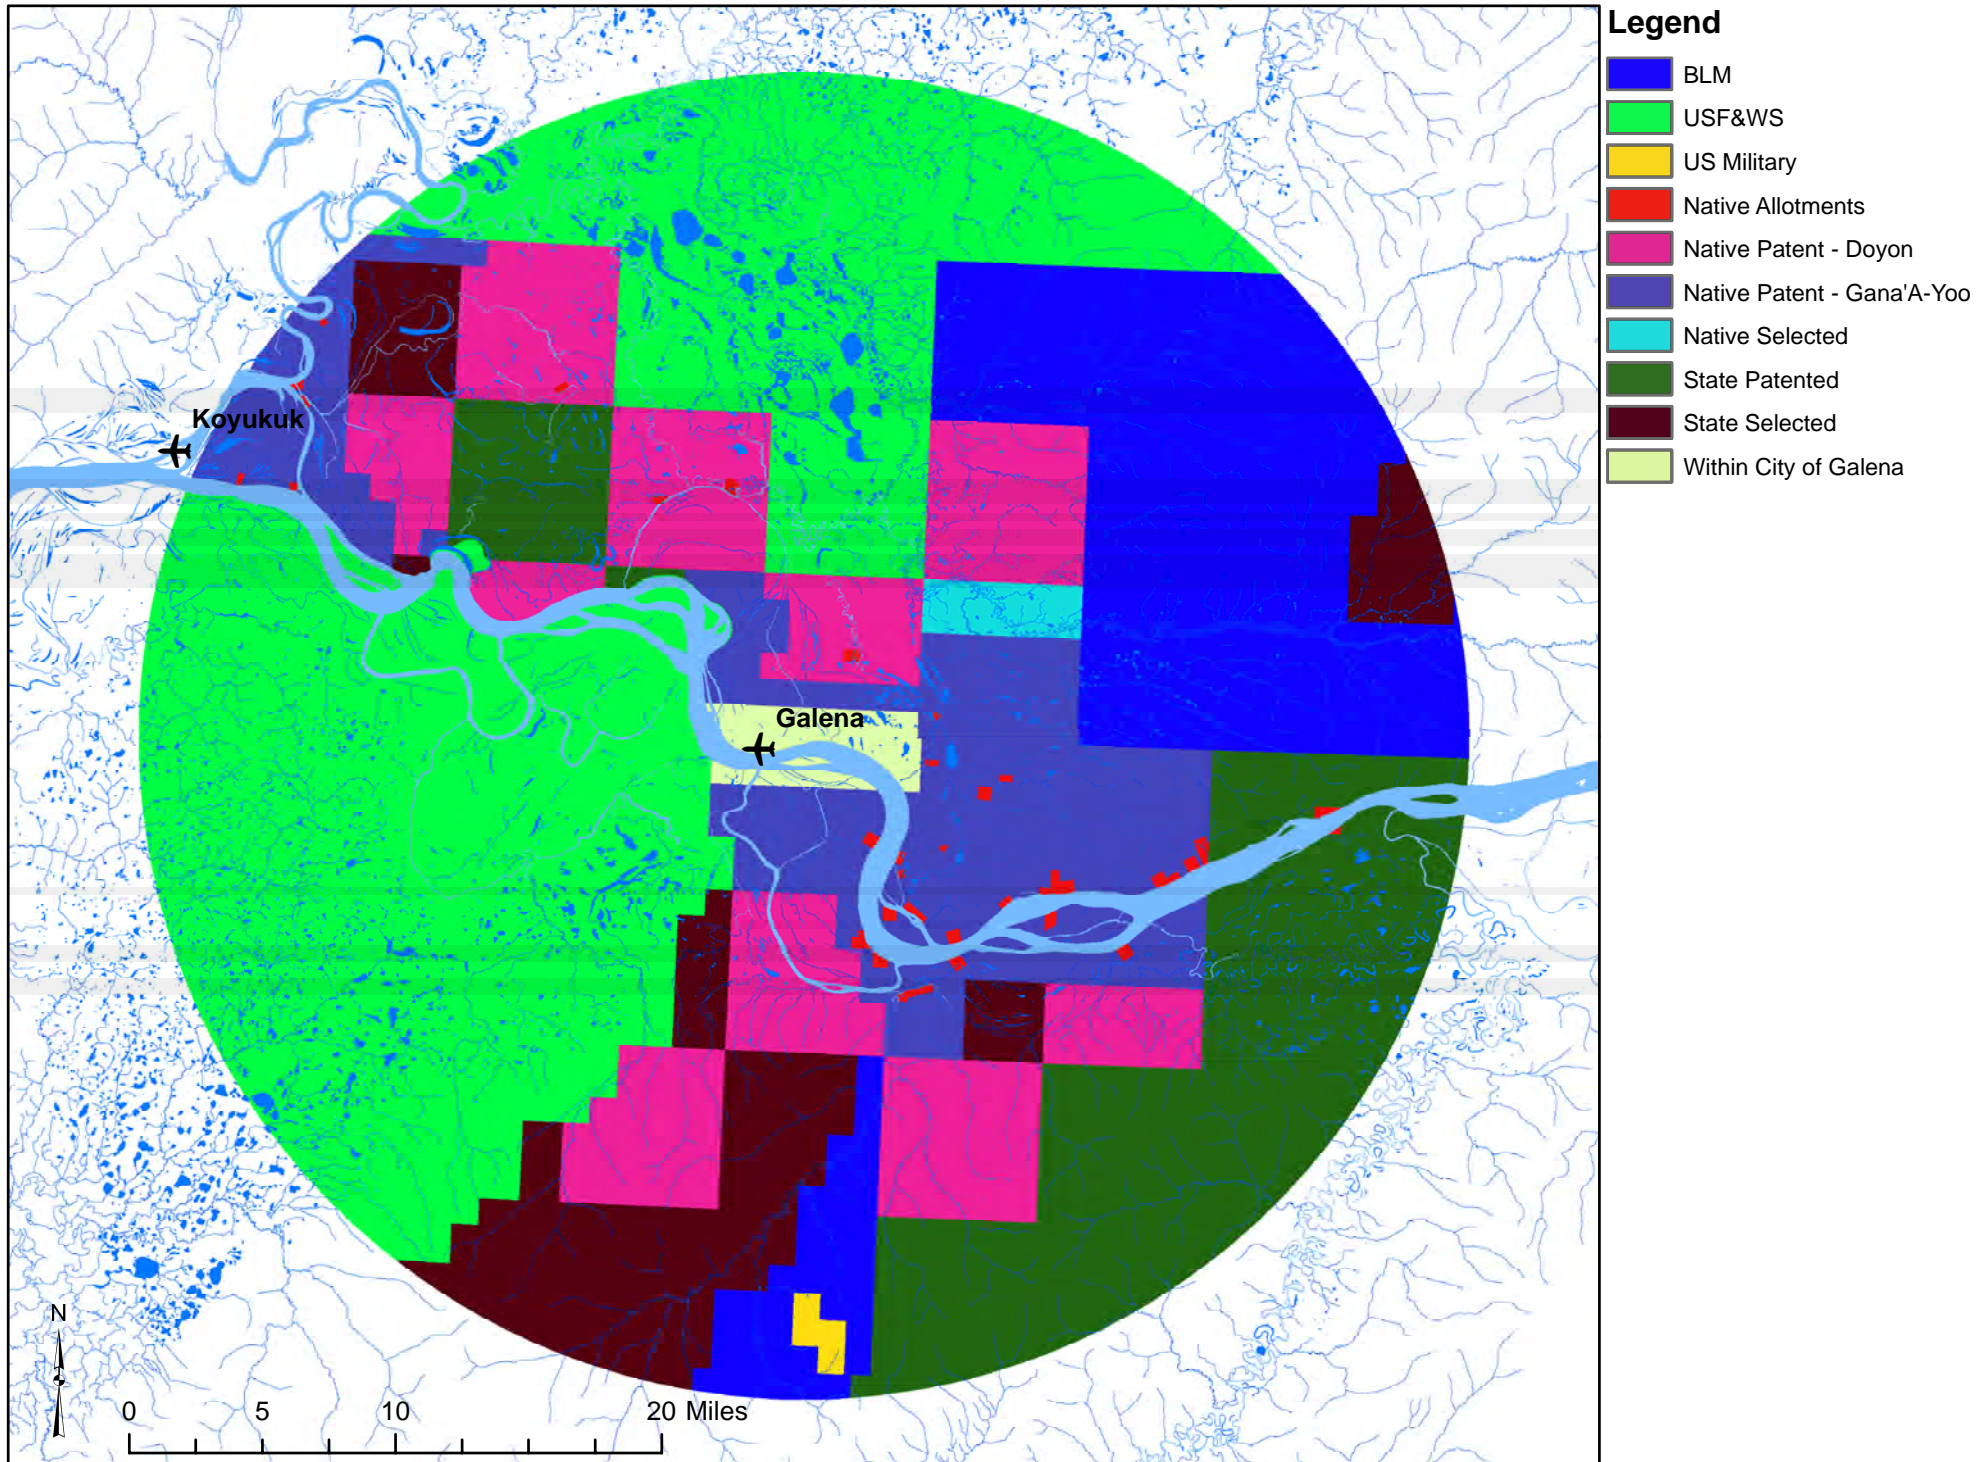 Legend
BLM
USF&WS
US Military
Native Allotments
Native Patent - Doyon
Native Patent - Gana'A-Yoo
Native Selected
State Patented
State Selected
Within City of Galena
Koyukuk
Galena
N
0 5 10 20 Miles